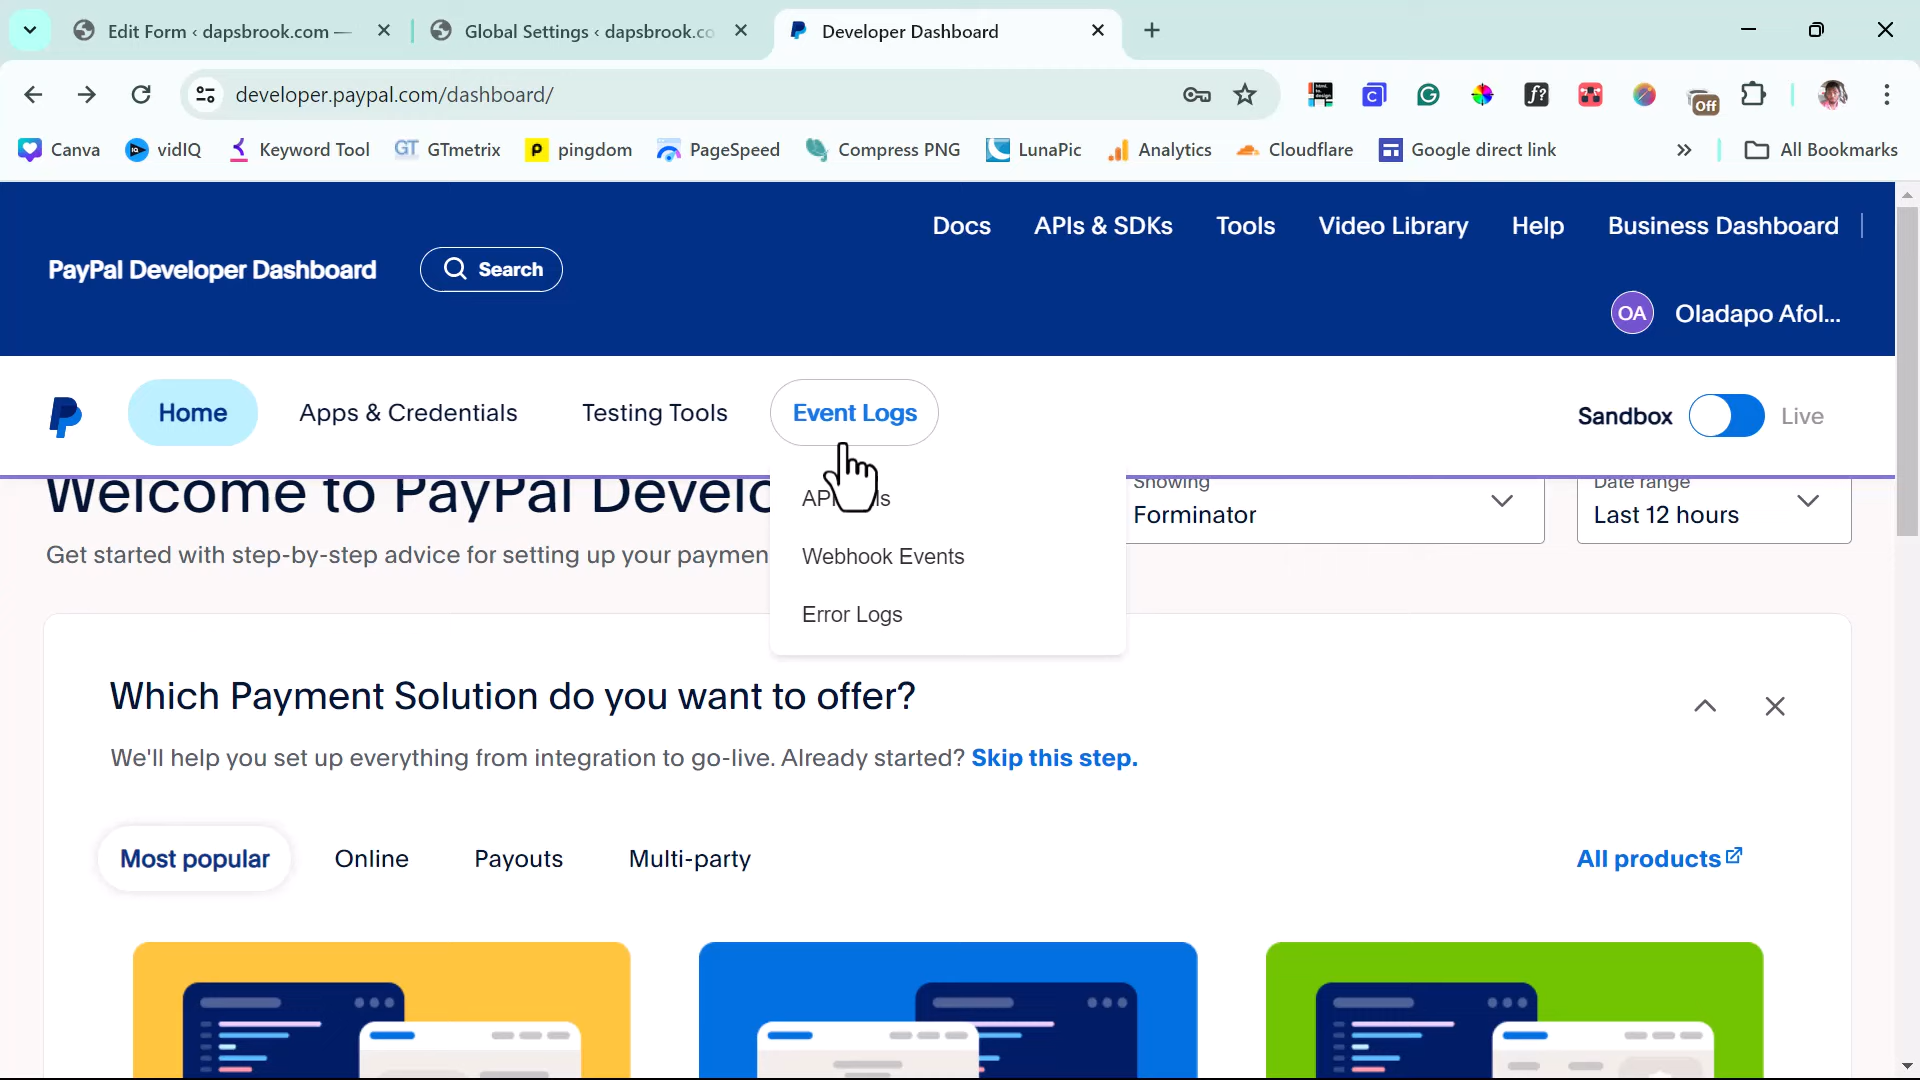 Edit Form ‹ dapsbrook.com —
Global Settings ‹ dapsbrook.co
Developer Dashboard
developer.paypal.com/dashboard/
Off
Canva
vidIQ
Keyword Tool
GT GTmetrix
pingdom
PageSpeed
Compress PNG
LunaPic
Analytics
Cloudflare
Google direct link
»
All Bookmarks
Docs
APIs & SDKs
Tools
Video Library
Help
Business Dashboard
PayPal Developer Dashboard
Search
OA Oladapo Afol...
Home
Apps & Credentials
Testing Tools
Event Logs
Sandbox
Live
Welcome to PayPal Develo
Get started with step-by-step advice for setting up your paymen
Webhook Events
Error Logs
Showing
Forminator
Date range
Last 12 hours
Which Payment Solution do you want to offer?
We'll help you set up everything from integration to go-live. Already started? Skip this step.
Most popular
Online
Payouts
Multi-party
All products